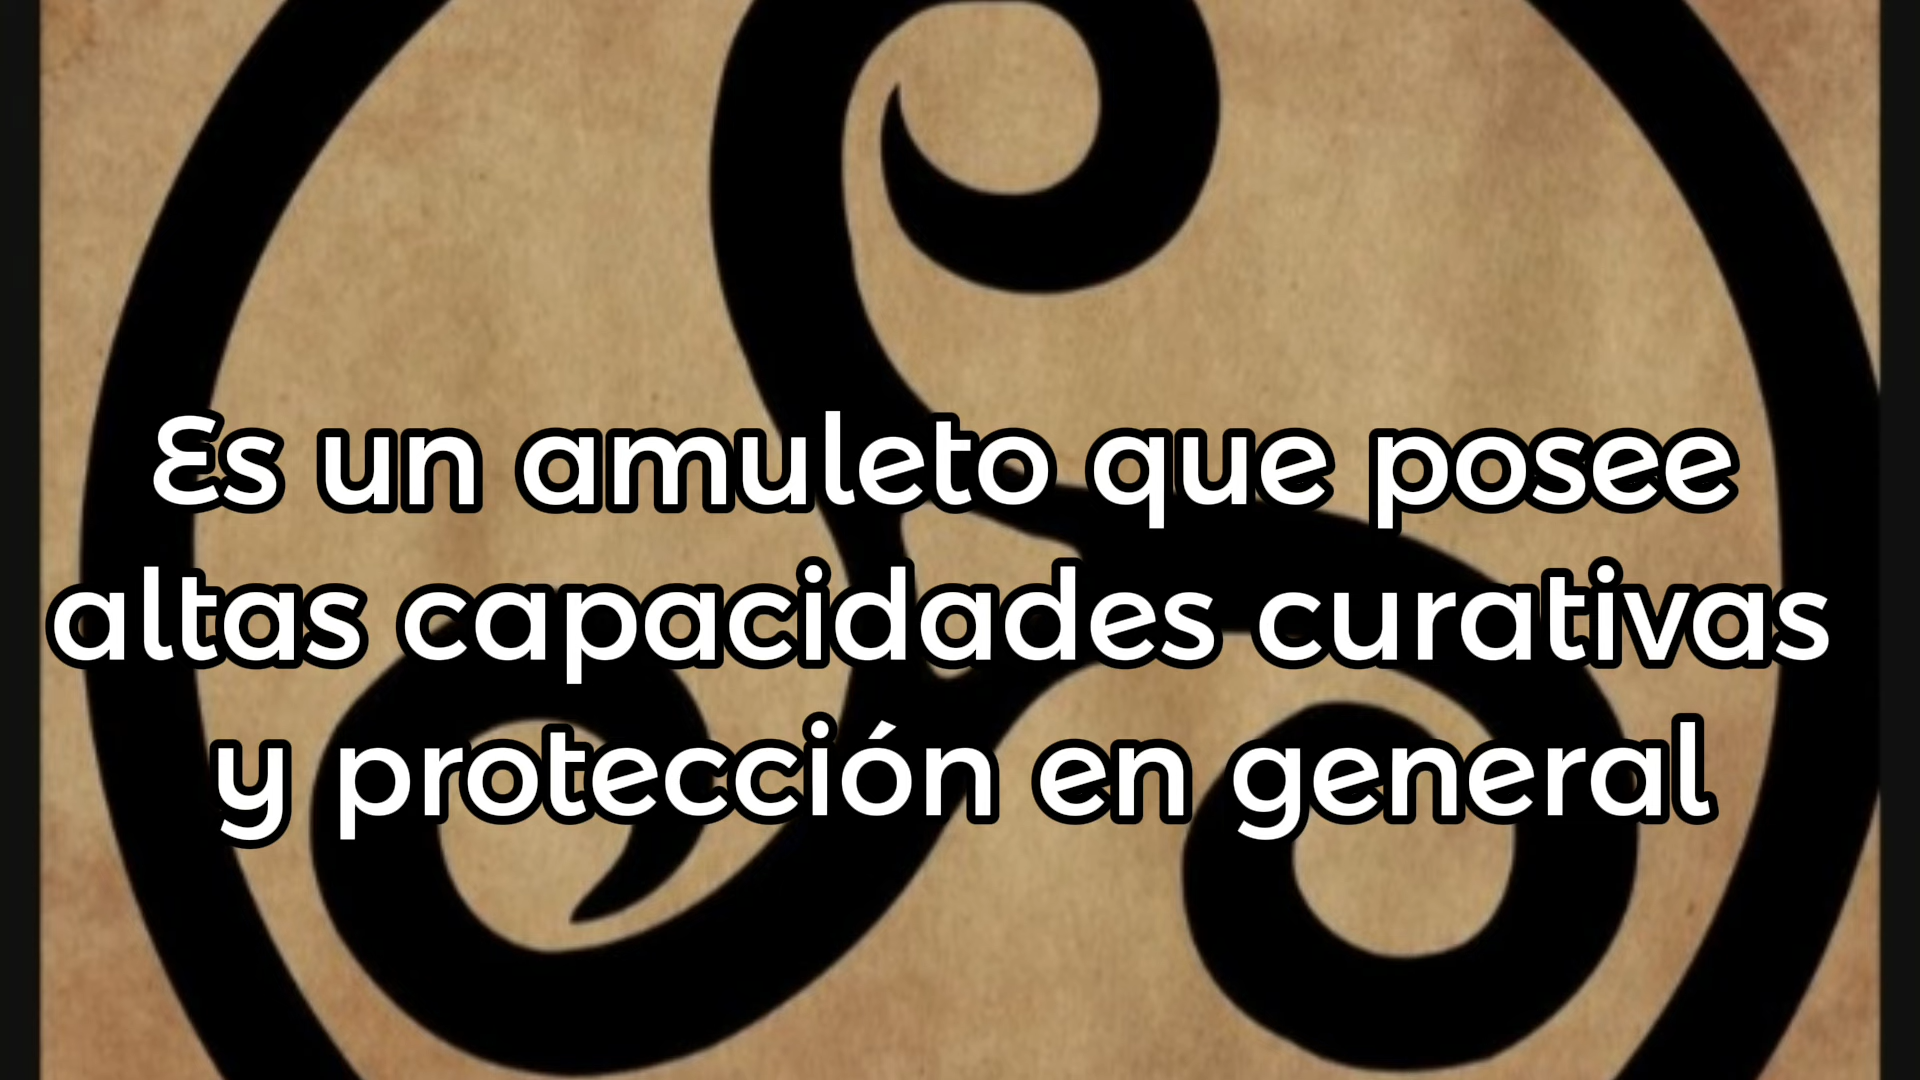 Es un amuleto que posee
altas capacidades curativas
y protección en general